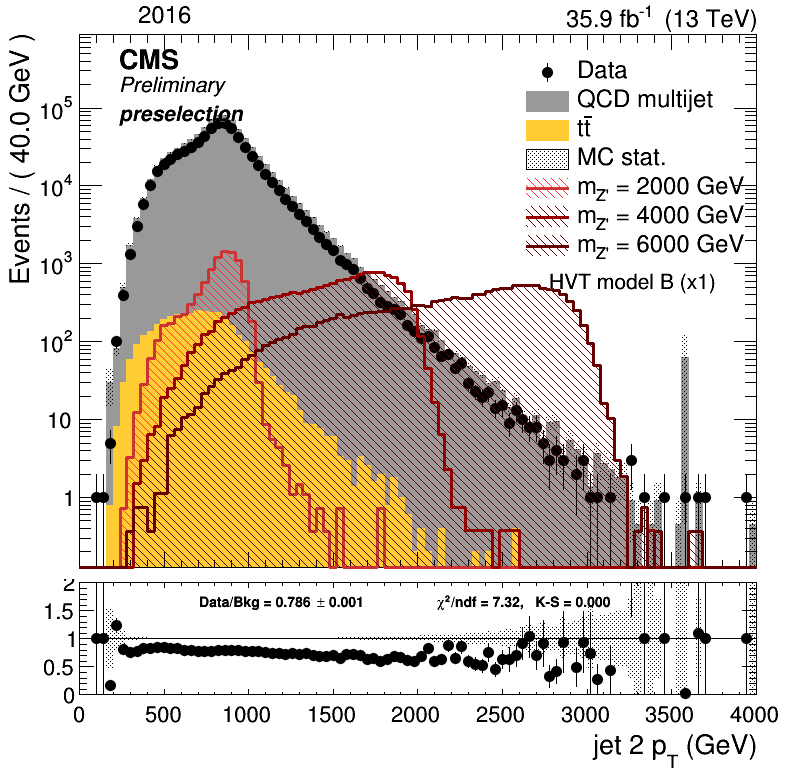 2016
35.9 fb⁻¹ (13 TeV)
CMS
Preliminary
preselection
Data
QCD multijet
tt̄
MC stat.
m_Z' = 2000 GeV
m_Z' = 4000 GeV
m_Z' = 6000 GeV
HVT model B (x1)
Events / ( 40.0 GeV )
10⁵
10⁴
10³
10²
10
1
Data/Bkg = 0.786 ± 0.001
χ²/ndf = 7.32, K-S = 0.000
2
1.5
1
0.5
0
0 500 1000 1500 2000 2500 3000 3500 4000
jet 2 p_T (GeV)